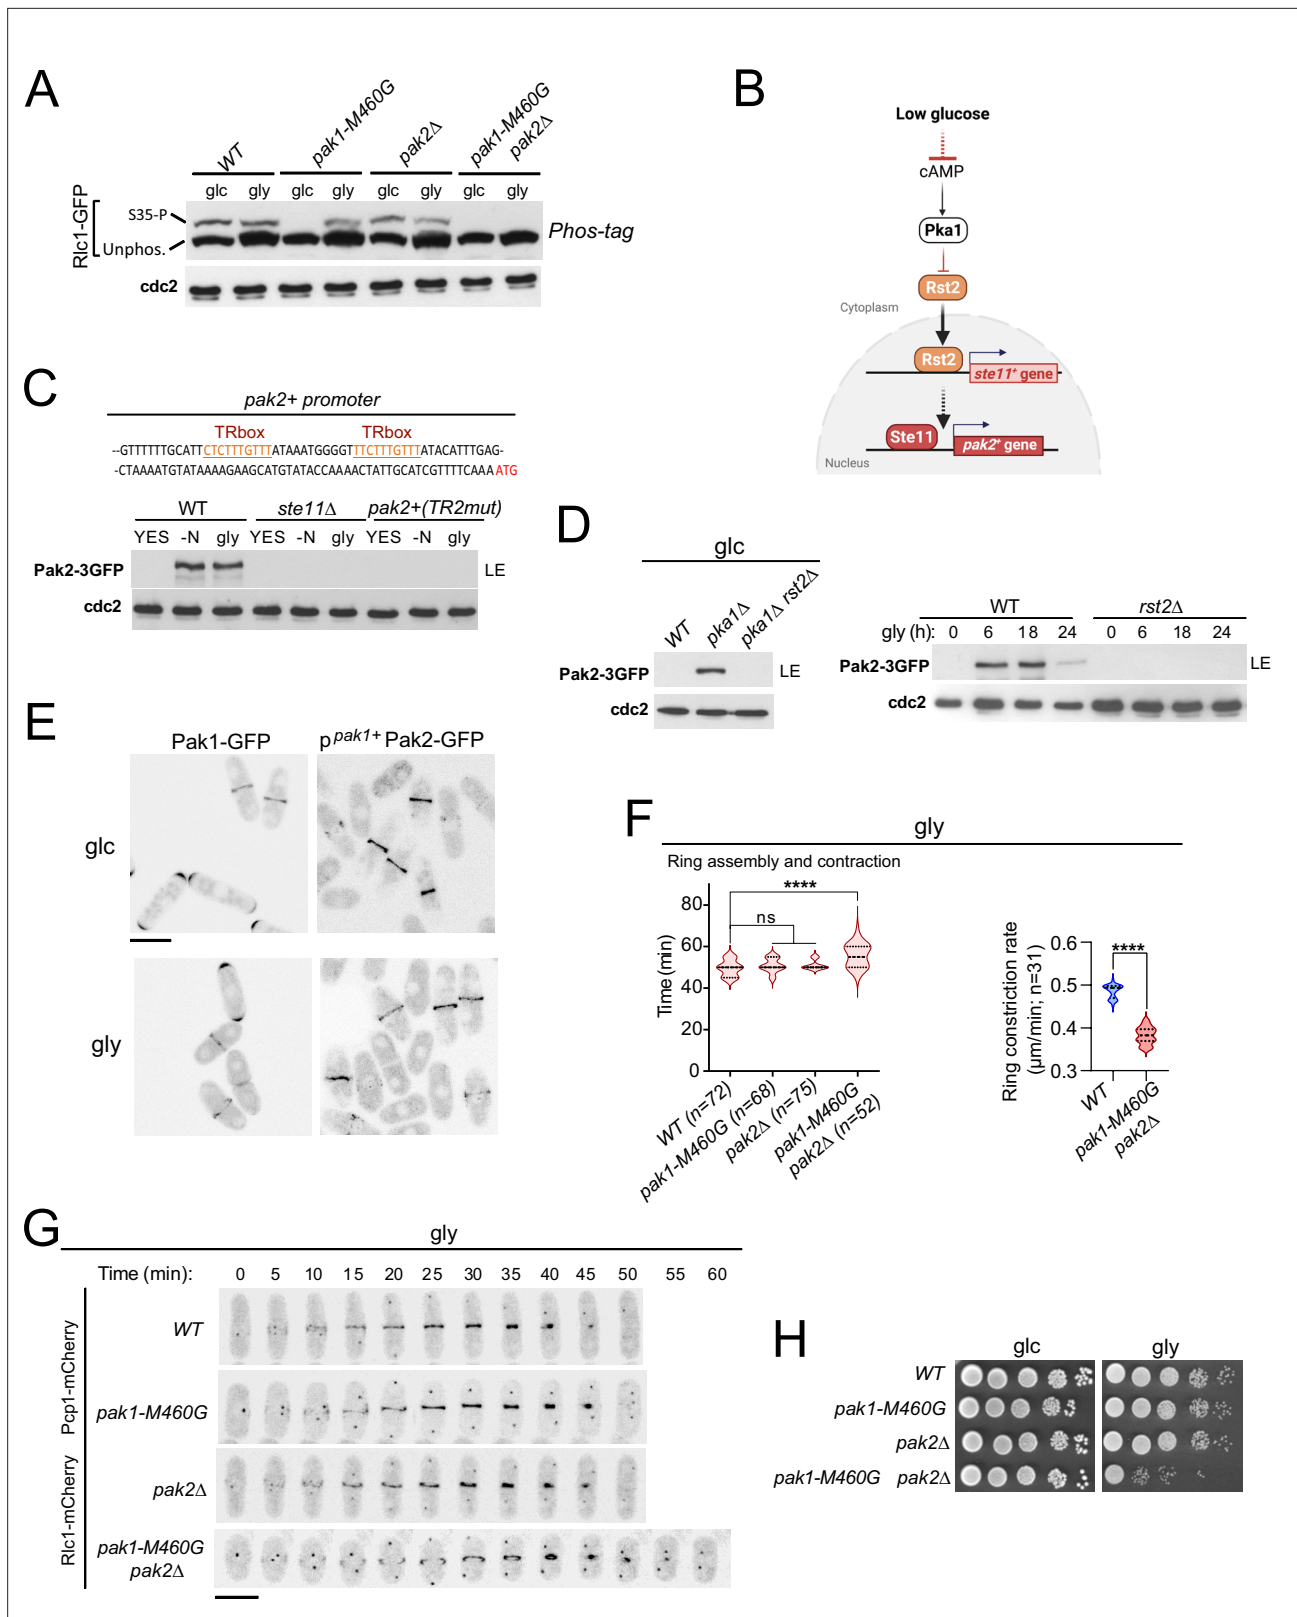 A
WT
pak1-M460G
pak2Δ
pak1-M460G pak2Δ
glc gly glc gly glc gly glc gly
Rlc1-GFP
S35-P
Unphos.
Phos-tag
cdc2
B
Low glucose
cAMP
Pka1
Rst2
Cytoplasm
Rst2
ste11+ gene
Ste11
pak2+ gene
Nucleus
C
pak2+ promoter
TRbox TRbox
--GTTTTTTGCATTCTCTTTGTTTATAAATGGGGTTTCTTTGTTTATACATTTGAG-
-CTAAAATGTATAAAAGAAGCATGTATACCAAAACTATTGCATCGTTTTCAAAATG
WT ste11Δ pak2+(TR2mut)
YES -N gly YES -N gly YES -N gly
Pak2-3GFP LE
cdc2
D
glc
WT
pka1Δ
pka1Δ rst2Δ
Pak2-3GFP LE
cdc2
WT rst2Δ
gly (h): 0 6 18 24 0 6 18 24
Pak2-3GFP LE
cdc2
E
Pak1-GFP ppak1+ Pak2-GFP
glc
gly
F
gly
Ring assembly and contraction
Time (min)
80
60
40
20
0
ns
****
WT (n=72)
pak1-M460G (n=68)
pak2Δ (n=75)
pak1-M460G
pak2Δ (n=52)
Ring constriction rate
(µm/min; n=31)
0.6
0.5
0.4
0.3
****
WT
pak1-M460G
pak2Δ
G
gly
Time (min): 0 5 10 15 20 25 30 35 40 45 50 55 60
Pcp1-mCherry
Rlc1-mCherry
WT
pak1-M460G
pak2Δ
pak1-M460G
pak2Δ
H
glc gly
WT
pak1-M460G
pak2Δ
pak1-M460G pak2Δ